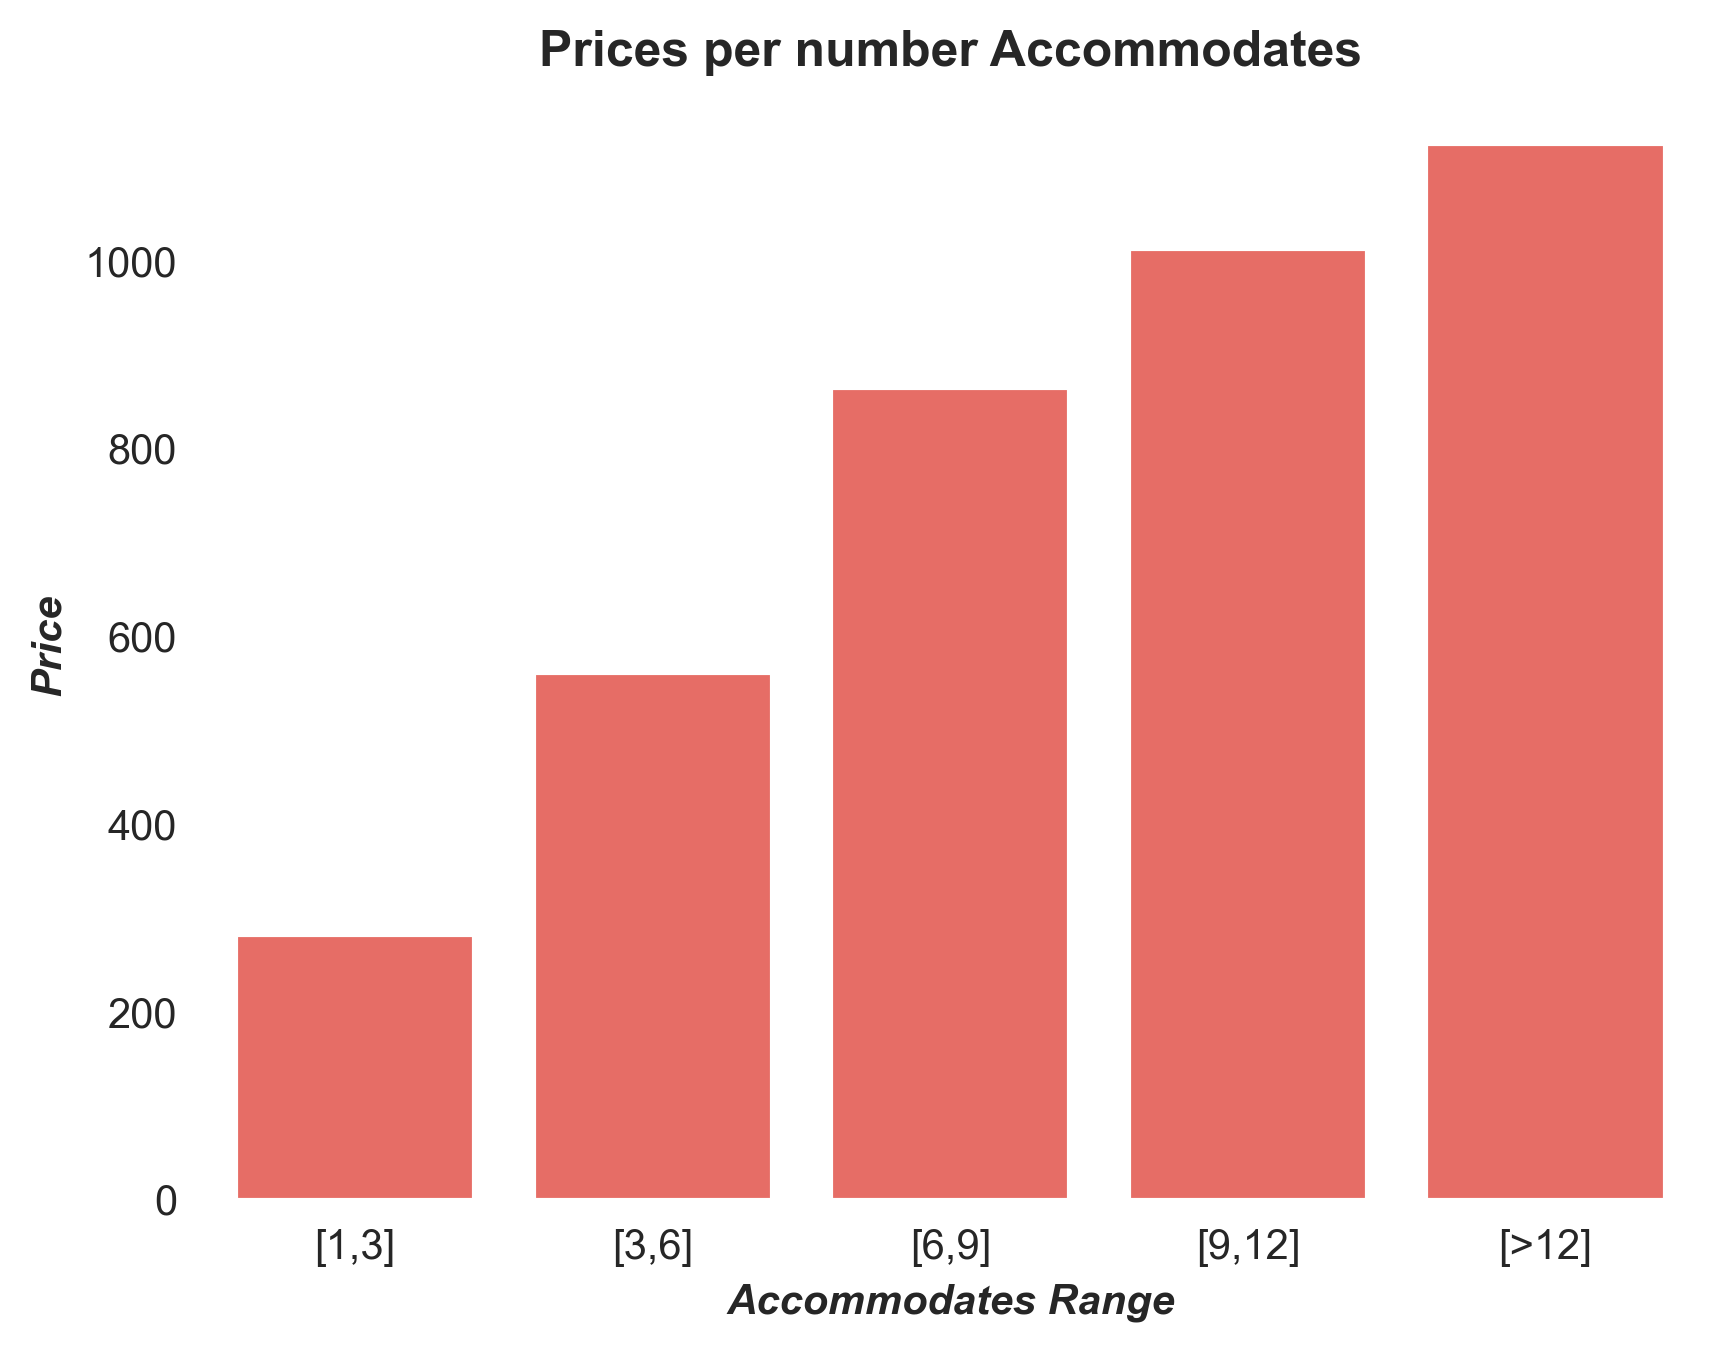 Prices per number Accommodates
1000
800
600
400
200
0
Price
[1,3] [3,6] [6,9] [9,12] [>12]
Accommodates Range